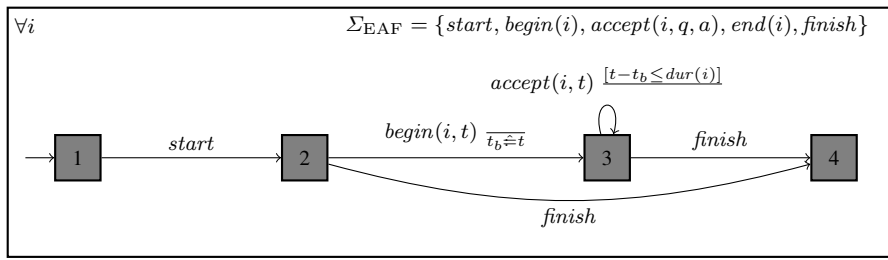 ∀i Σ_EAF = {start, begin(i), accept(i, q, a), end(i), finish}
accept(i, t) [t−t_b≤dur(i)]
start
begin(i, t) t_b≙t
finish
1
2
3
4
finish